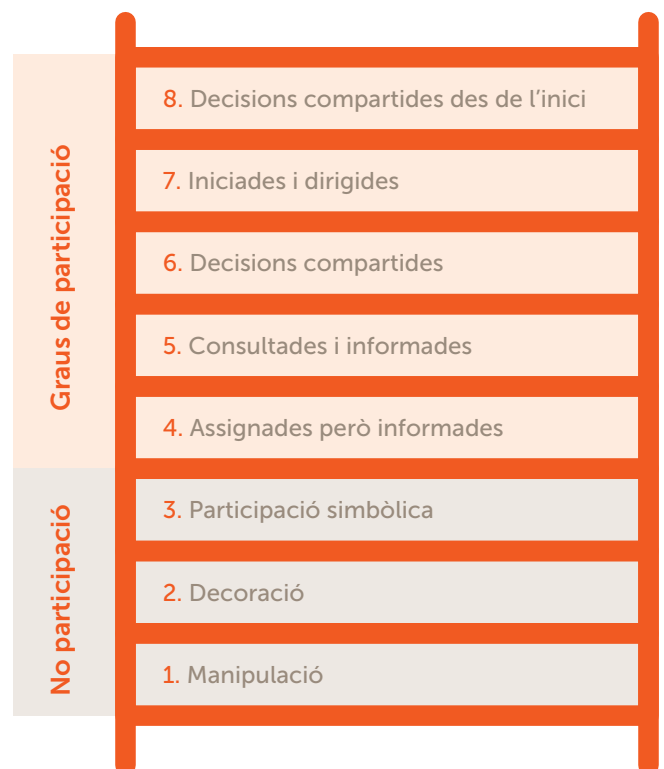 Graus de participació
8. Decisions compartides des de l’inici
7. Iniciades i dirigides
6. Decisions compartides
5. Consultades i informades
4. Assignades però informades
No participació
3. Participació simbòlica
2. Decoració
1. Manipulació